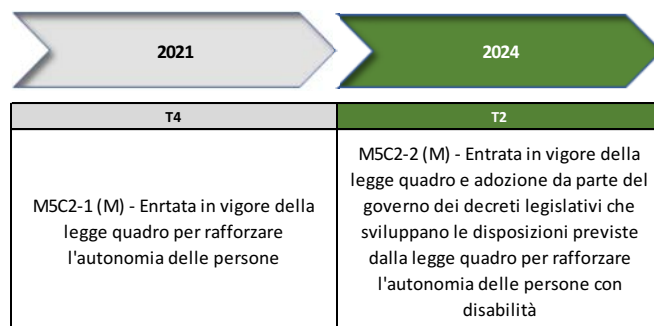 2021
2024
T4
T2
M5C2-1 (M) - Enrtata in vigore della
legge quadro per rafforzare
l'autonomia delle persone
M5C2-2 (M) - Entrata in vigore della
legge quadro e adozione da parte del
governo dei decreti legislativi che
sviluppano le disposizioni previste
dalla legge quadro per rafforzare
l'autonomia delle persone con
disabilità